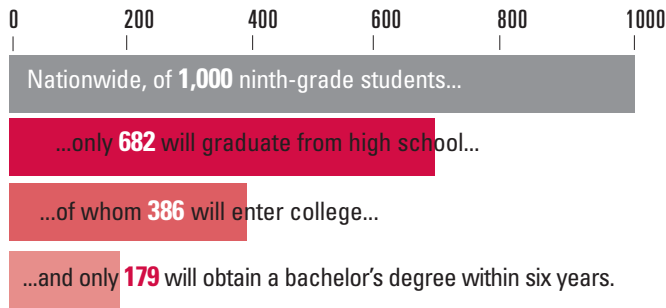 0 200 400 600 800 1000
Nationwide, of 1,000 ninth-grade students...
...only 682 will graduate from high school...
...of whom 386 will enter college...
...and only 179 will obtain a bachelor’s degree within six years.